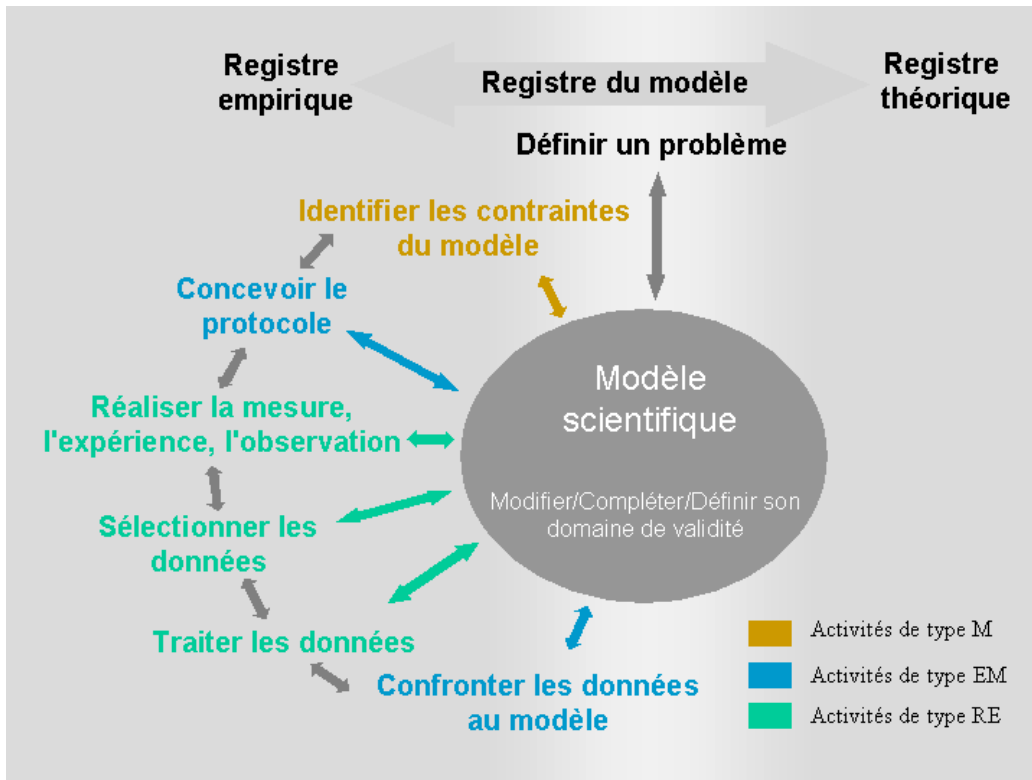 Registre
empirique
Registre du modèle
Registre
théorique
Définir un problème
Identifier les contraintes
du modèle
Concevoir le
protocole
Réaliser la mesure,
l'expérience, l'observation
Sélectionner les
données
Traiter les données
Confronter les données
au modèle
Modèle
scientifique
Modifier/Compléter/Définir son
domaine de validité
Activités de type M
Activités de type EM
Activités de type RE